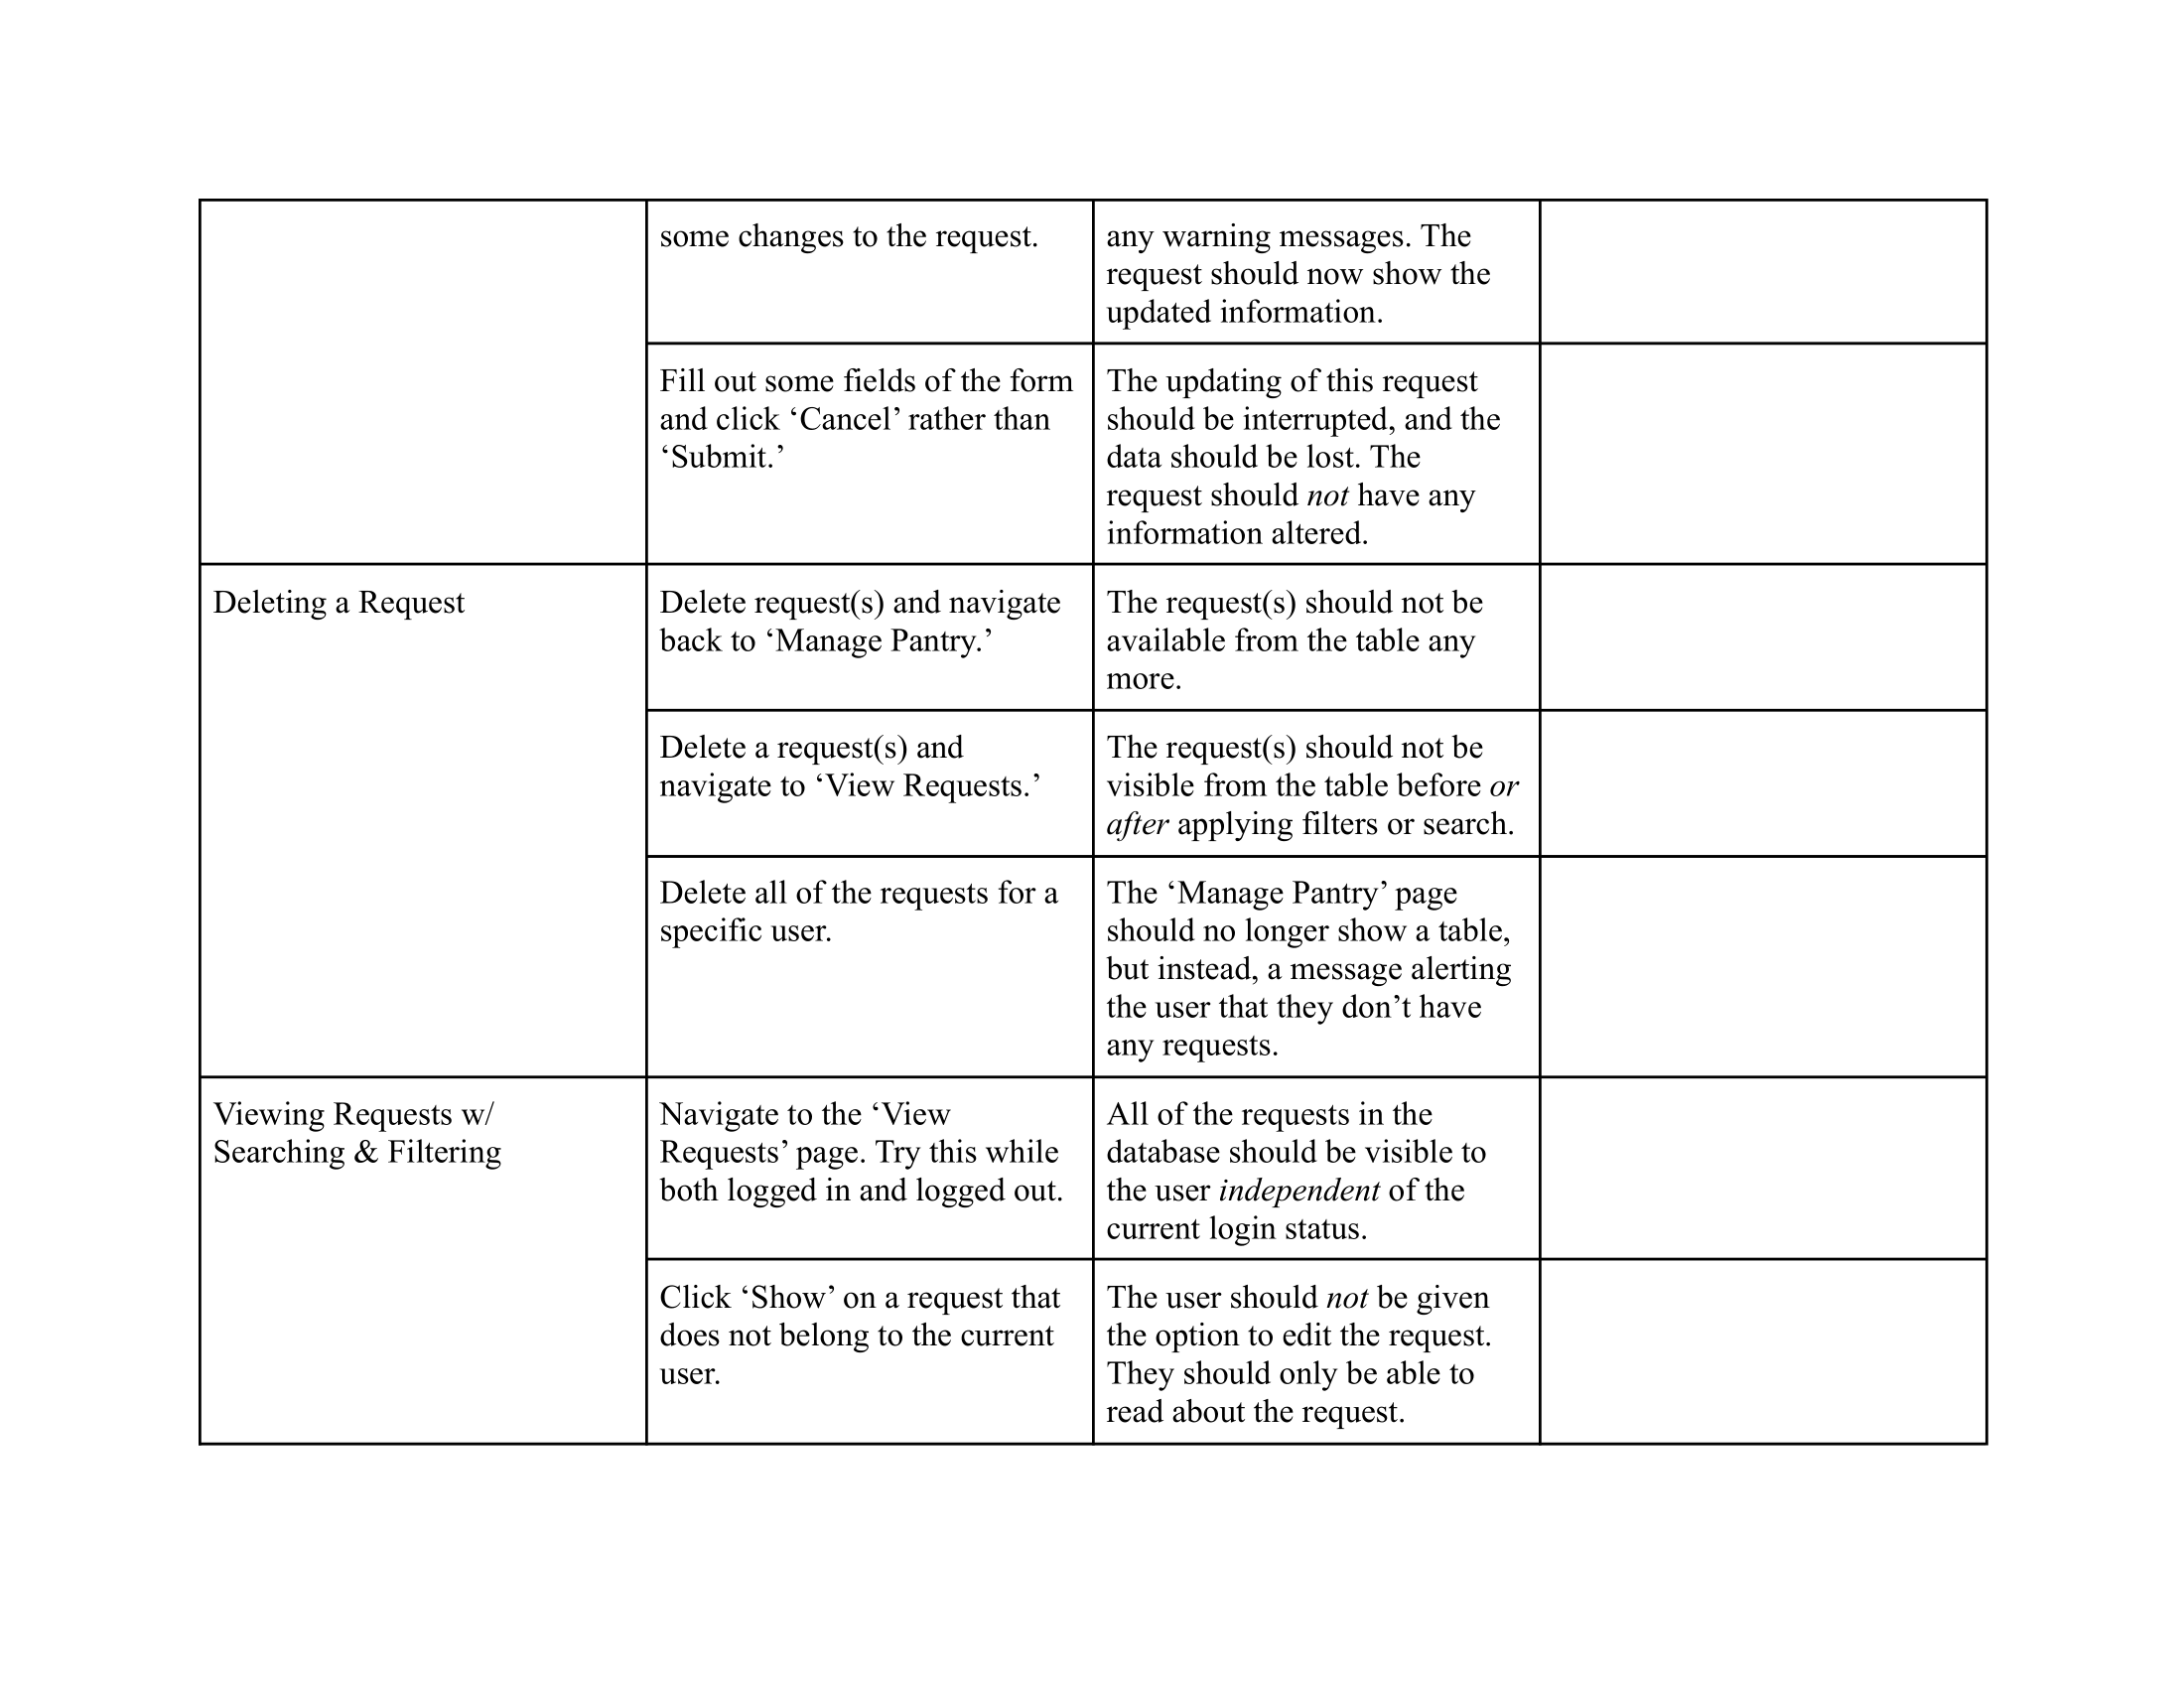 some changes to the request.
any warning messages. The
request should now show the
updated information.
Fill out some fields of the form
and click ‘Cancel’ rather than
‘Submit.’
The updating of this request
should be interrupted, and the
data should be lost. The
request should not have any
information altered.
Deleting a Request
Delete request(s) and navigate
back to ‘Manage Pantry.’
The request(s) should not be
available from the table any
more.
Delete a request(s) and
navigate to ‘View Requests.’
The request(s) should not be
visible from the table before or
after applying filters or search.
Delete all of the requests for a
specific user.
The ‘Manage Pantry’ page
should no longer show a table,
but instead, a message alerting
the user that they don’t have
any requests.
Viewing Requests w/
Searching & Filtering
Navigate to the ‘View
Requests’ page. Try this while
both logged in and logged out.
All of the requests in the
database should be visible to
the user independent of the
current login status.
Click ‘Show’ on a request that
does not belong to the current
user.
The user should not be given
the option to edit the request.
They should only be able to
read about the request.